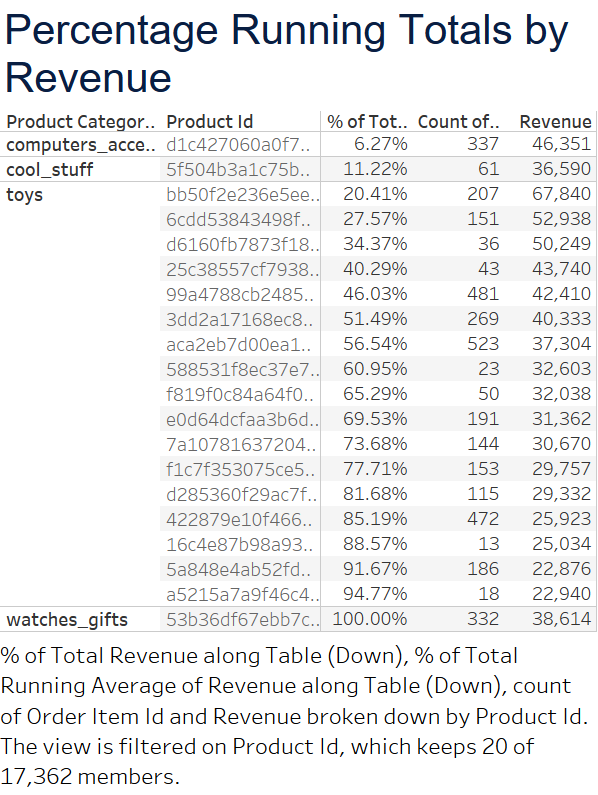 Percentage Running Totals by
Revenue
Product Categor.. Product Id % of Tot.. Count of.. Revenue
computers_acce.. d1c427060a0f7.. 6.27% 337 46,351
cool_stuff 5f504b3a1c75b.. 11.22% 61 36,590
toys bb50f2e236e5ee.. 20.41% 207 67,840
6cdd53843498f.. 27.57% 151 52,938
d6160fb7873f18.. 34.37% 36 50,249
25c38557cf7938.. 40.29% 43 43,740
99a4788cb2485.. 46.03% 481 42,410
3dd2a17168ec8.. 51.49% 269 40,333
aca2eb7d00ea1.. 56.54% 523 37,304
588531f8ec37e7.. 60.95% 23 32,603
f819f0c84a64f0.. 65.29% 50 32,038
e0d64dcfaa3b6d.. 69.53% 191 31,362
7a10781637204.. 73.68% 144 30,670
f1c7f353075ce5.. 77.71% 153 29,757
d285360f29ac7f.. 81.68% 115 29,332
422879e10f466.. 85.19% 472 25,923
16c4e87b98a93.. 88.57% 13 25,034
5a848e4ab52fd.. 91.67% 186 22,876
a5215a7a9f46c4.. 94.77% 18 22,940
watches_gifts 53b36df67ebb7c.. 100.00% 332 38,614
% of Total Revenue along Table (Down), % of Total
Running Average of Revenue along Table (Down), count
of Order Item Id and Revenue broken down by Product Id.
The view is filtered on Product Id, which keeps 20 of
17,362 members.